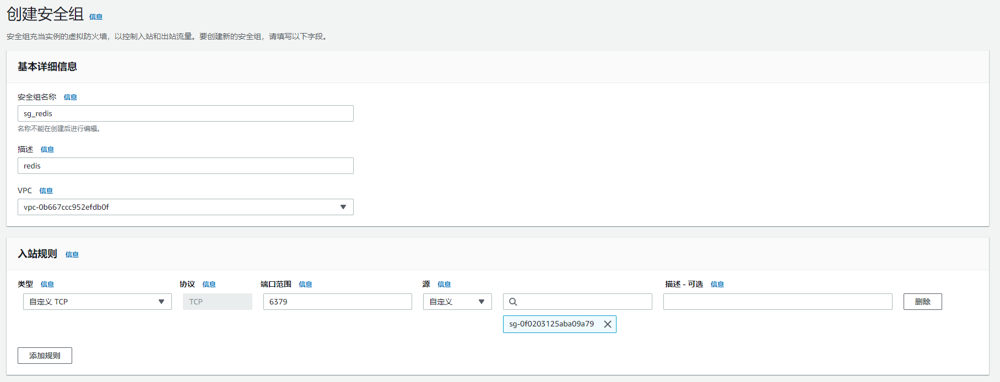 创建安全组 信息
安全组充当实例的虚拟防火墙，以控制入站和出站流量。要创建新的安全组，请填写以下字段。
基本详细信息
安全组名称 信息
sg_redis
名称不能在创建后进行编辑。
描述 信息
redis
VPC 信息
vpc-0b667ccc952efdb0f
入站规则 信息
类型 信息 协议 信息 端口范围 信息 源 信息 描述 - 可选 信息
自定义 TCP TCP 6379 自定义 删除
sg-0f0203125aba09a79
添加规则